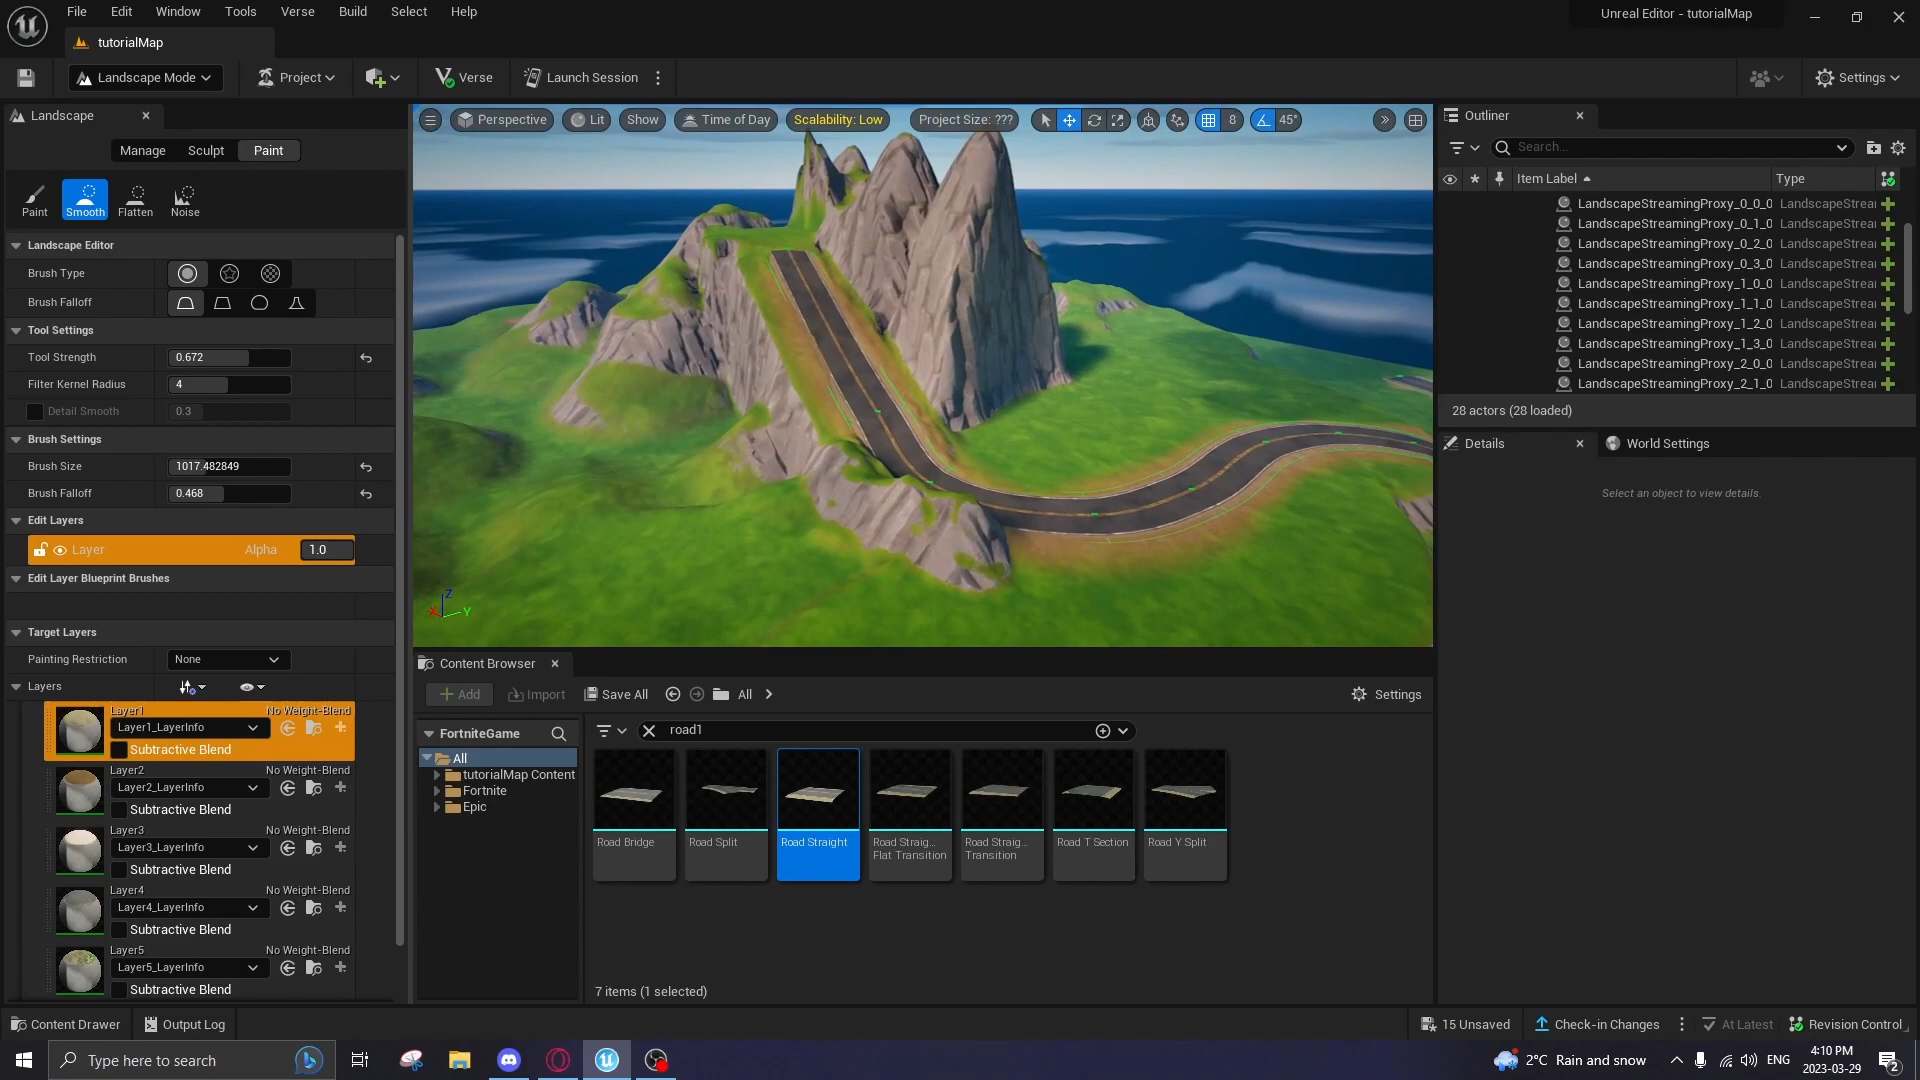 File Edit Window Tools Verse Build Select Help
Unreal Editor - tutorialMap
tutorialMap
Landscape Mode
Project
Verse
Launch Session
Settings
Landscape
Manage Sculpt Paint
Paint Smooth Flatten Noise
Landscape Editor
Brush Type
Brush Falloff
Tool Settings
Tool Strength 0.672
Filter Kernel Radius 4
Detail Smooth 0.3
Brush Settings
Brush Size 1017.482849
Brush Falloff 0.468
Edit Layers
Layer Alpha 1.0
Edit Layer Blueprint Brushes
Target Layers
Painting Restriction None
Layers
Layer1 No Weight-Blend
Layer1_LayerInfo
Subtractive Blend
Layer2 No Weight-Blend
Layer2_LayerInfo
Subtractive Blend
Layer3 No Weight-Blend
Layer3_LayerInfo
Subtractive Blend
Layer4 No Weight-Blend
Layer4_LayerInfo
Subtractive Blend
Layer5 No Weight-Blend
Layer5_LayerInfo
Subtractive Blend
Perspective Lit Show Time of Day Scalability: Low Project Size: ??? 8 45°
Z
X Y
Content Browser
Add Import Save All All Settings
FortniteGame
All
tutorialMap Content
Fortnite
Epic
road1
Road Bridge
Road Split
Road Straight
Road Straig...
Flat Transition
Road Straig...
Transition
Road T Section
Road Y Split
7 items (1 selected)
Outliner
Search...
Item Label Type
LandscapeStreamingProxy_0_0_0 LandscapeStrea
LandscapeStreamingProxy_0_1_0 LandscapeStrea
LandscapeStreamingProxy_0_2_0 LandscapeStrea
LandscapeStreamingProxy_0_3_0 LandscapeStrea
LandscapeStreamingProxy_1_0_0 LandscapeStrea
LandscapeStreamingProxy_1_1_0 LandscapeStrea
LandscapeStreamingProxy_1_2_0 LandscapeStrea
LandscapeStreamingProxy_1_3_0 LandscapeStrea
LandscapeStreamingProxy_2_0_0 LandscapeStrea
LandscapeStreamingProxy_2_1_0 LandscapeStrea
28 actors (28 loaded)
Details World Settings
Select an object to view details.
Content Drawer Output Log
15 Unsaved Check-in Changes At Latest Revision Control
Type here to search
2°C Rain and snow ENG
4:10 PM
2023-03-29
2